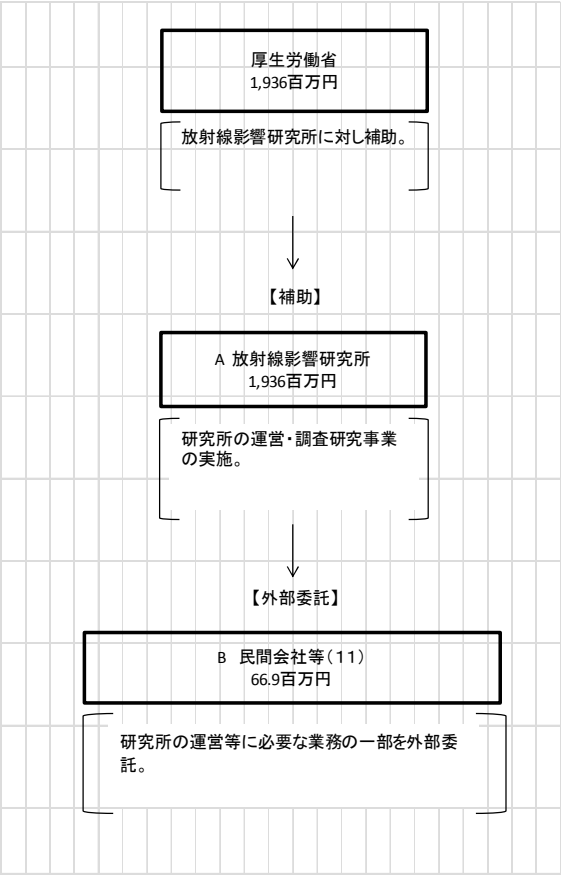 厚生労働省
1,936百万円
放射線影響研究所に対し補助。
【補助】
A 放射線影響研究所
1,936百万円
研究所の運営・調査研究事業
の実施。
【外部委託】
B　民間会社等（１１）
66.9百万円
研究所の運営等に必要な業務の一部を外部委
託。